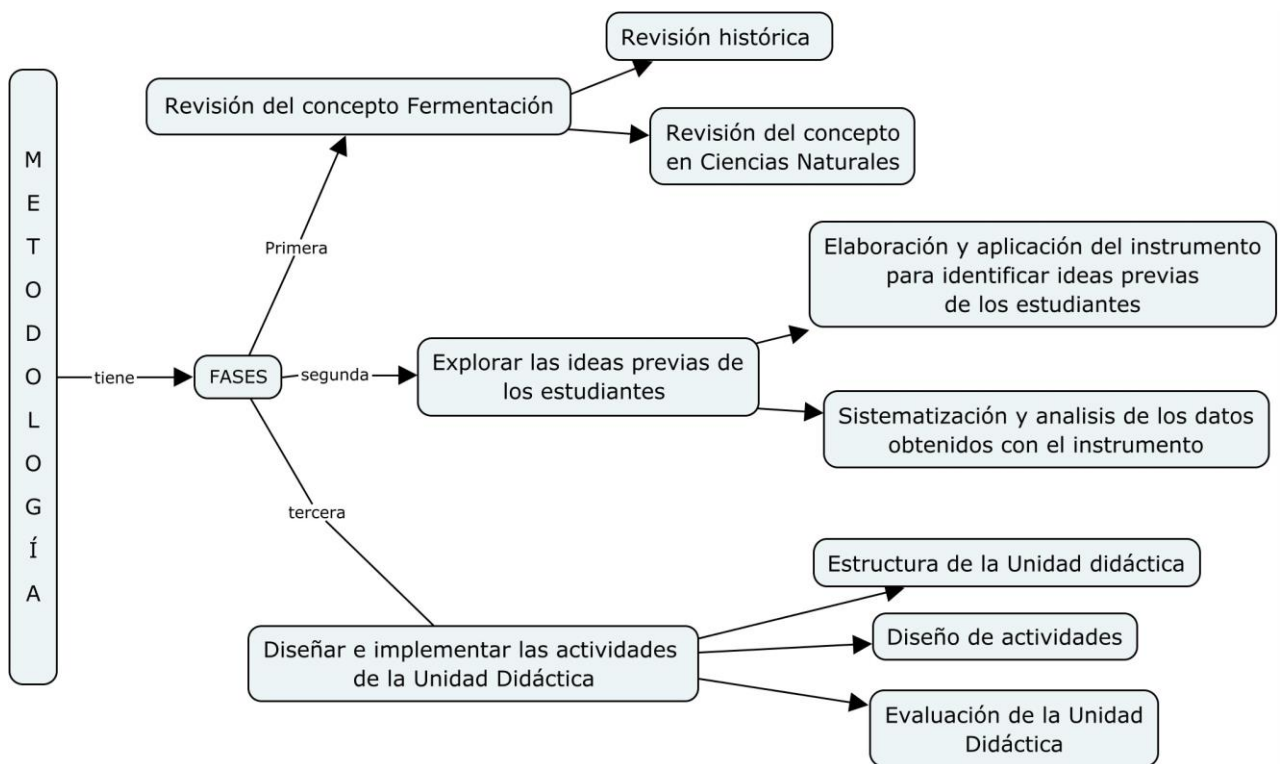 METODOLOGÍA
tiene
FASES
Primera
Revisión del concepto Fermentación
Revisión histórica
Revisión del concepto
en Ciencias Naturales
segunda
Explorar las ideas previas de
los estudiantes
Elaboración y aplicación del instrumento
para identificar ideas previas
de los estudiantes
Sistematización y analisis de los datos
obtenidos con el instrumento
tercera
Diseñar e implementar las actividades
de la Unidad Didáctica
Estructura de la Unidad didáctica
Diseño de actividades
Evaluación de la Unidad
Didáctica